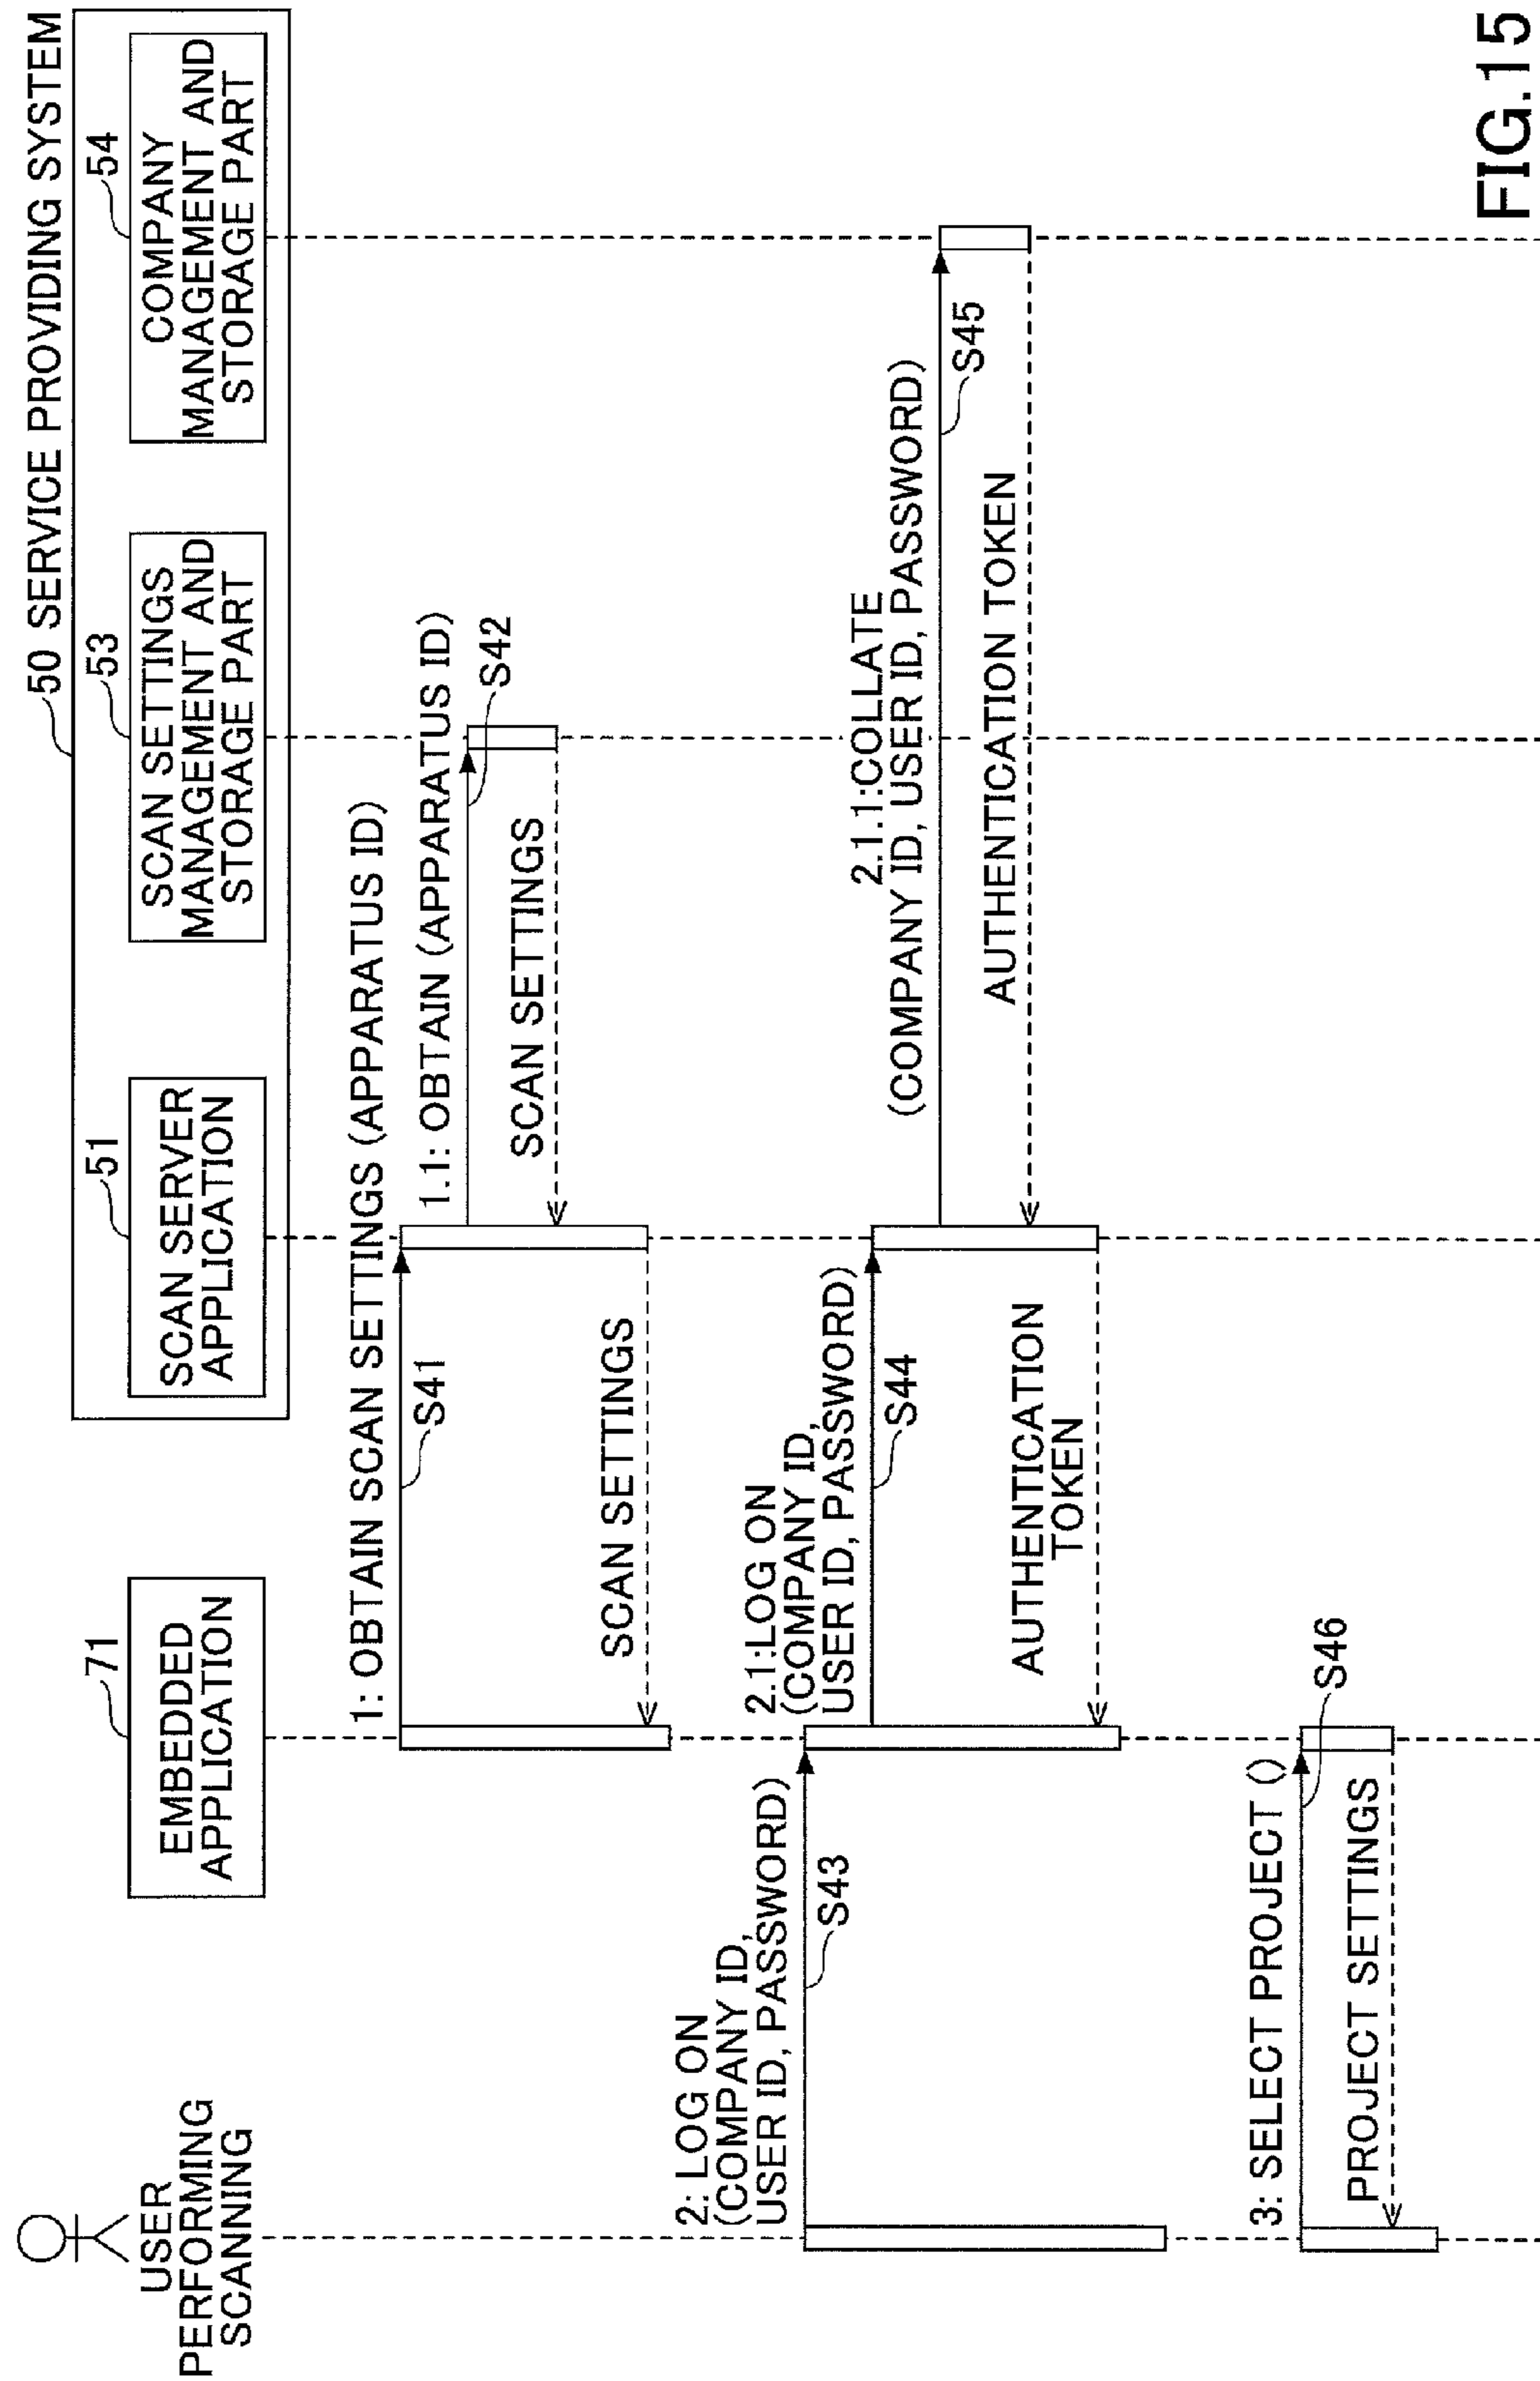 50 SERVICE PROVIDING SYSTEM
USER
PERFORMING
SCANNING
71
EMBEDDED
APPLICATION
51
SCAN SERVER
APPLICATION
53
SCAN SETTINGS
MANAGEMENT AND
STORAGE PART
54
COMPANY
MANAGEMENT AND
STORAGE PART
1: OBTAIN SCAN SETTINGS (APPARATUS ID)
S41
1.1: OBTAIN (APPARATUS ID)
S42
SCAN SETTINGS
SCAN SETTINGS
2: LOG ON
(COMPANY ID,
USER ID, PASSWORD)
S43
2.1:LOG ON
(COMPANY ID,
USER ID, PASSWORD)
S44
2.1.1:COLLATE
(COMPANY ID, USER ID, PASSWORD)
S45
AUTHENTICATION TOKEN
AUTHENTICATION
TOKEN
3: SELECT PROJECT ()
S46
PROJECT SETTINGS
FIG.15